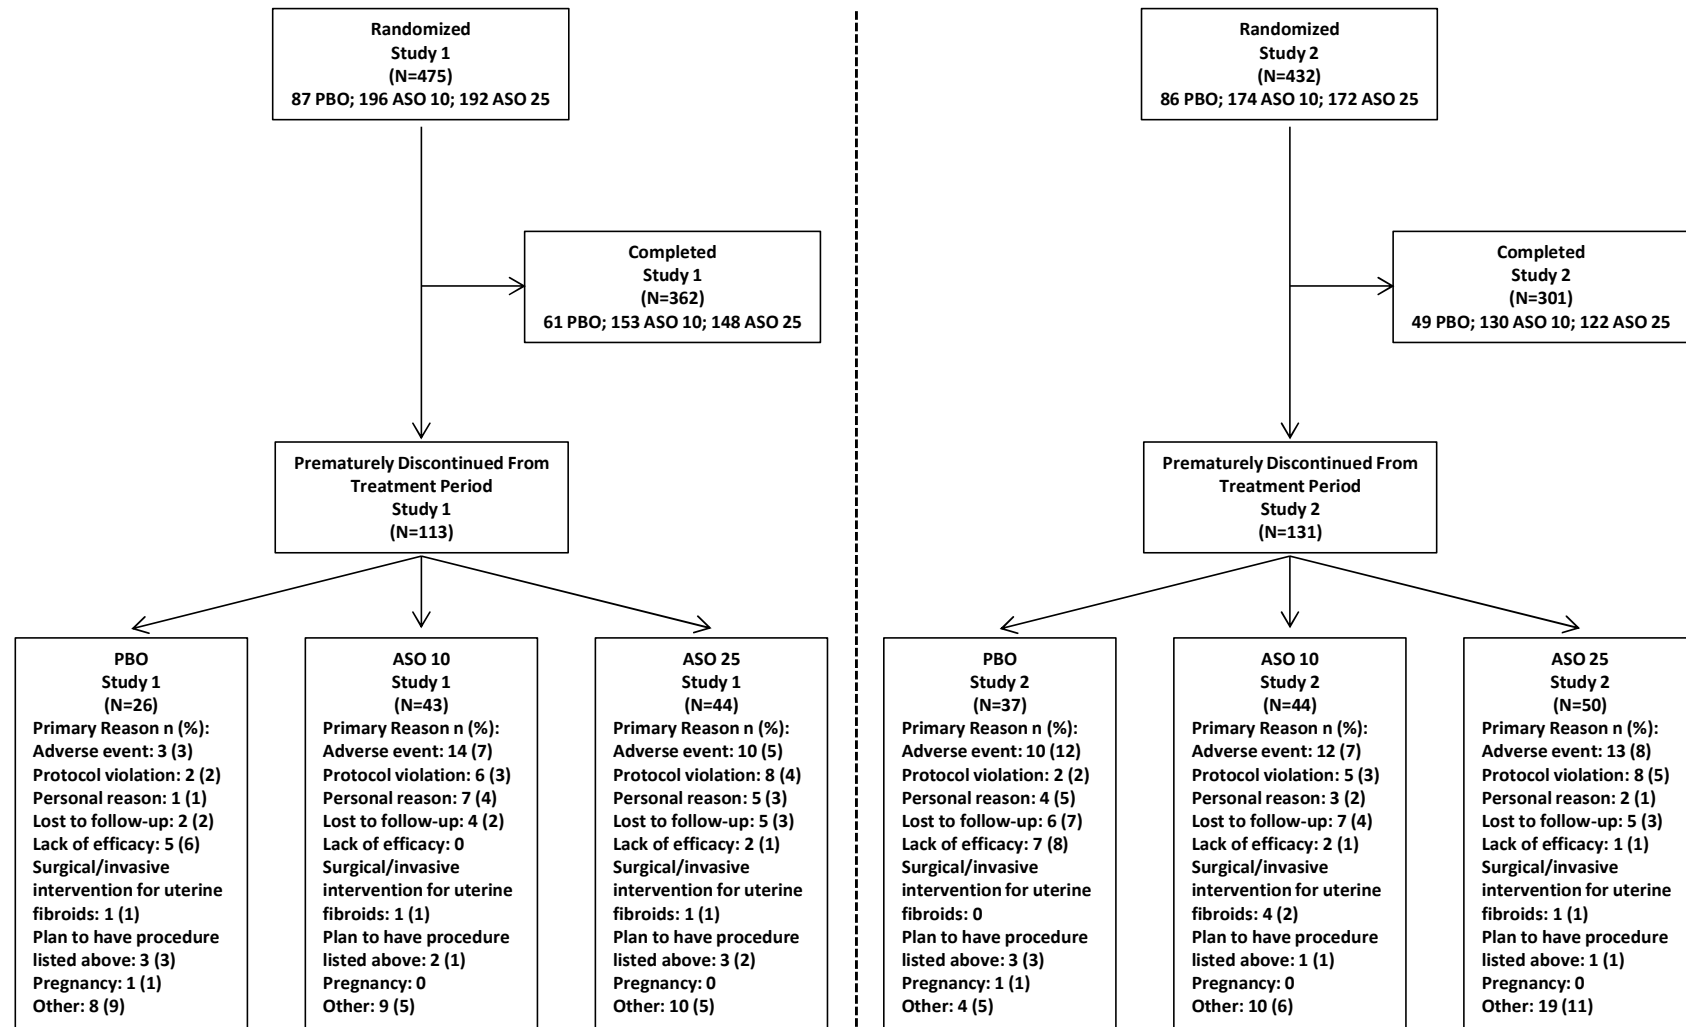 Randomized
Study 1
(N=475)
87 PBO; 196 ASO 10; 192 ASO 25
Completed
Study 1
(N=362)
61 PBO; 153 ASO 10; 148 ASO 25
Prematurely Discontinued From
Treatment Period
Study 1
(N=113)
PBO
Study 1
(N=26)
Primary Reason n (%):
Adverse event: 3 (3)
Protocol violation: 2 (2)
Personal reason: 1 (1)
Lost to follow-up: 2 (2)
Lack of efficacy: 5 (6)
Surgical/invasive
intervention for uterine
fibroids: 1 (1)
Plan to have procedure
listed above: 3 (3)
Pregnancy: 1 (1)
Other: 8 (9)
ASO 10
Study 1
(N=43)
Primary Reason n (%):
Adverse event: 14 (7)
Protocol violation: 6 (3)
Personal reason: 7 (4)
Lost to follow-up: 4 (2)
Lack of efficacy: 0
Surgical/invasive
intervention for uterine
fibroids: 1 (1)
Plan to have procedure
listed above: 2 (1)
Pregnancy: 0
Other: 9 (5)
ASO 25
Study 1
(N=44)
Primary Reason n (%):
Adverse event: 10 (5)
Protocol violation: 8 (4)
Personal reason: 5 (3)
Lost to follow-up: 5 (3)
Lack of efficacy: 2 (1)
Surgical/invasive
intervention for uterine
fibroids: 1 (1)
Plan to have procedure
listed above: 3 (2)
Pregnancy: 0
Other: 10 (5)
Randomized
Study 2
(N=432)
86 PBO; 174 ASO 10; 172 ASO 25
Completed
Study 2
(N=301)
49 PBO; 130 ASO 10; 122 ASO 25
Prematurely Discontinued From
Treatment Period
Study 2
(N=131)
PBO
Study 2
(N=37)
Primary Reason n (%):
Adverse event: 10 (12)
Protocol violation: 2 (2)
Personal reason: 4 (5)
Lost to follow-up: 6 (7)
Lack of efficacy: 7 (8)
Surgical/invasive
intervention for uterine
fibroids: 0
Plan to have procedure
listed above: 3 (3)
Pregnancy: 1 (1)
Other: 4 (5)
ASO 10
Study 2
(N=44)
Primary Reason n (%):
Adverse event: 12 (7)
Protocol violation: 5 (3)
Personal reason: 3 (2)
Lost to follow-up: 7 (4)
Lack of efficacy: 2 (1)
Surgical/invasive
intervention for uterine
fibroids: 4 (2)
Plan to have procedure
listed above: 1 (1)
Pregnancy: 0
Other: 10 (6)
ASO 25
Study 2
(N=50)
Primary Reason n (%):
Adverse event: 13 (8)
Protocol violation: 8 (5)
Personal reason: 2 (1)
Lost to follow-up: 5 (3)
Lack of efficacy: 1 (1)
Surgical/invasive
intervention for uterine
fibroids: 1 (1)
Plan to have procedure
listed above: 1 (1)
Pregnancy: 0
Other: 19 (11)